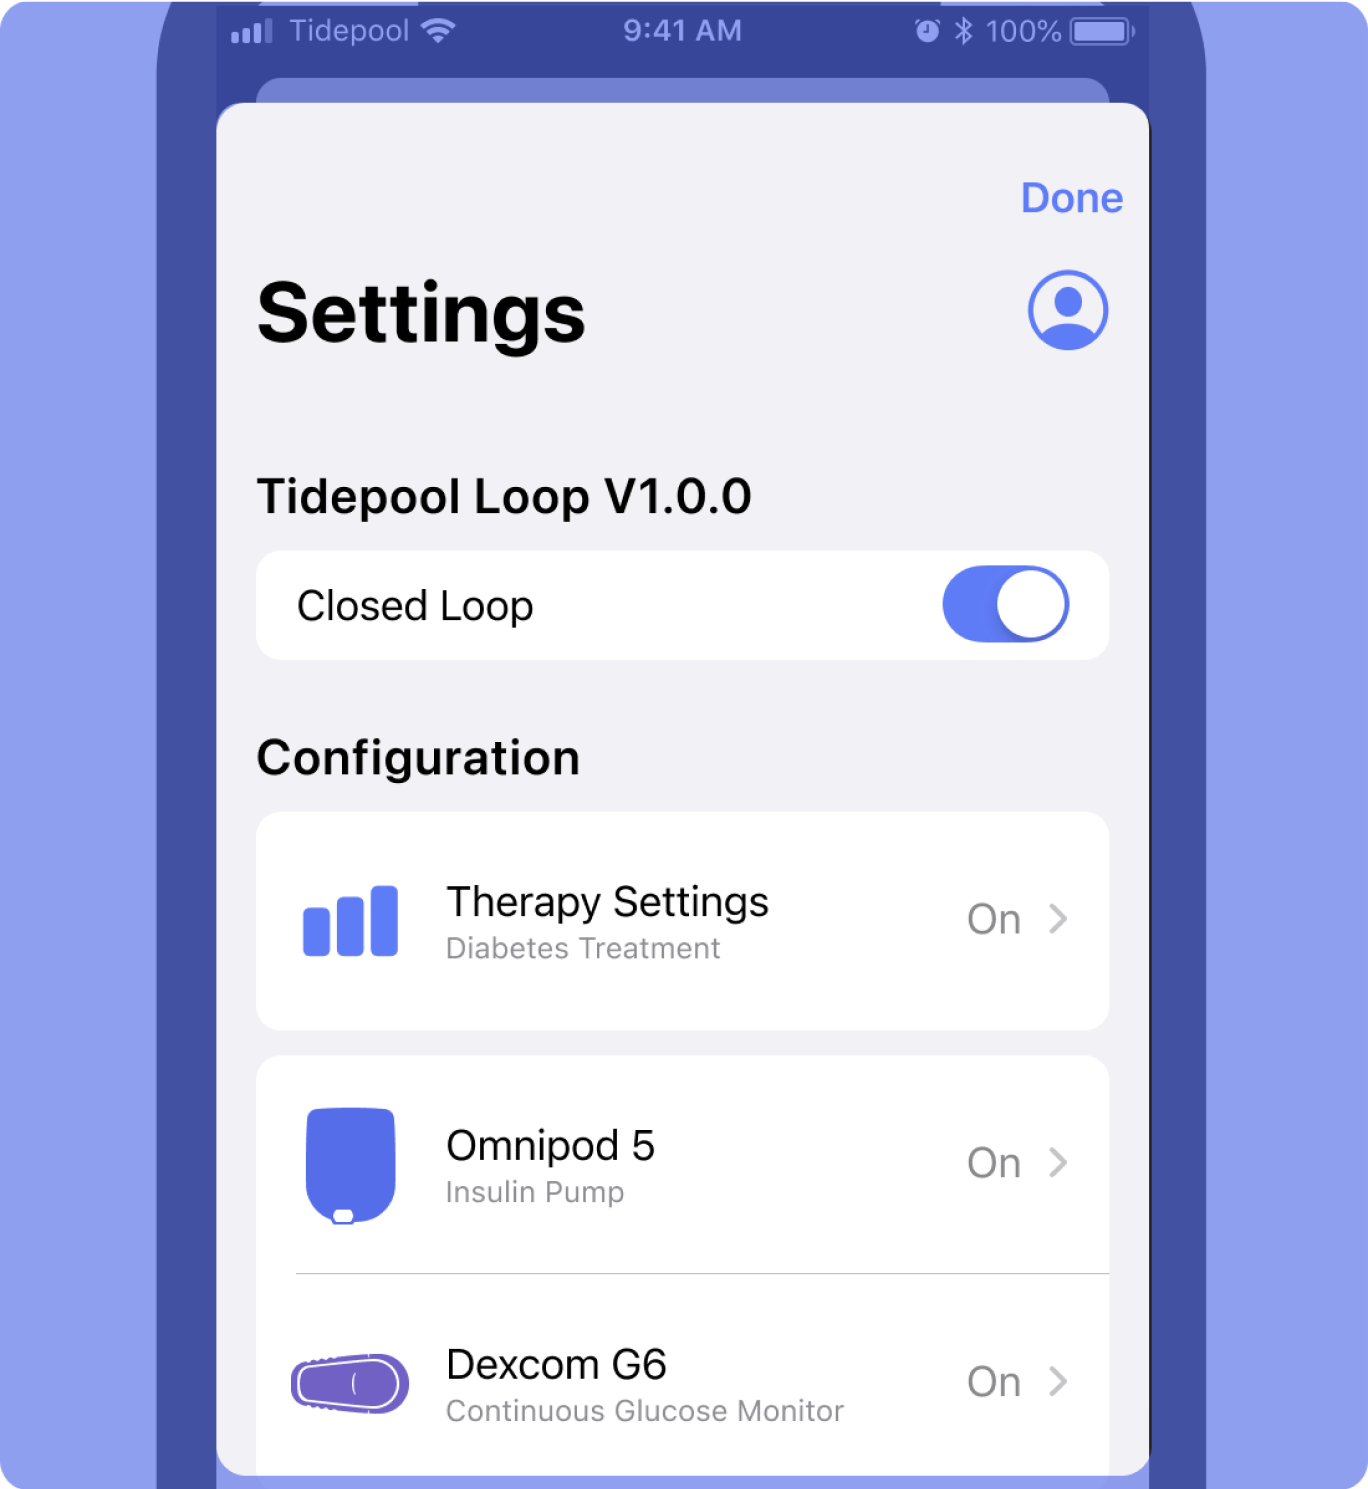 Tidepool 9:41 AM 100%
Done
Settings
Tidepool Loop V1.0.0
Closed Loop
Configuration
Therapy Settings
Diabetes Treatment
On
Omnipod 5
Insulin Pump
On
Dexcom G6
Continuous Glucose Monitor
On